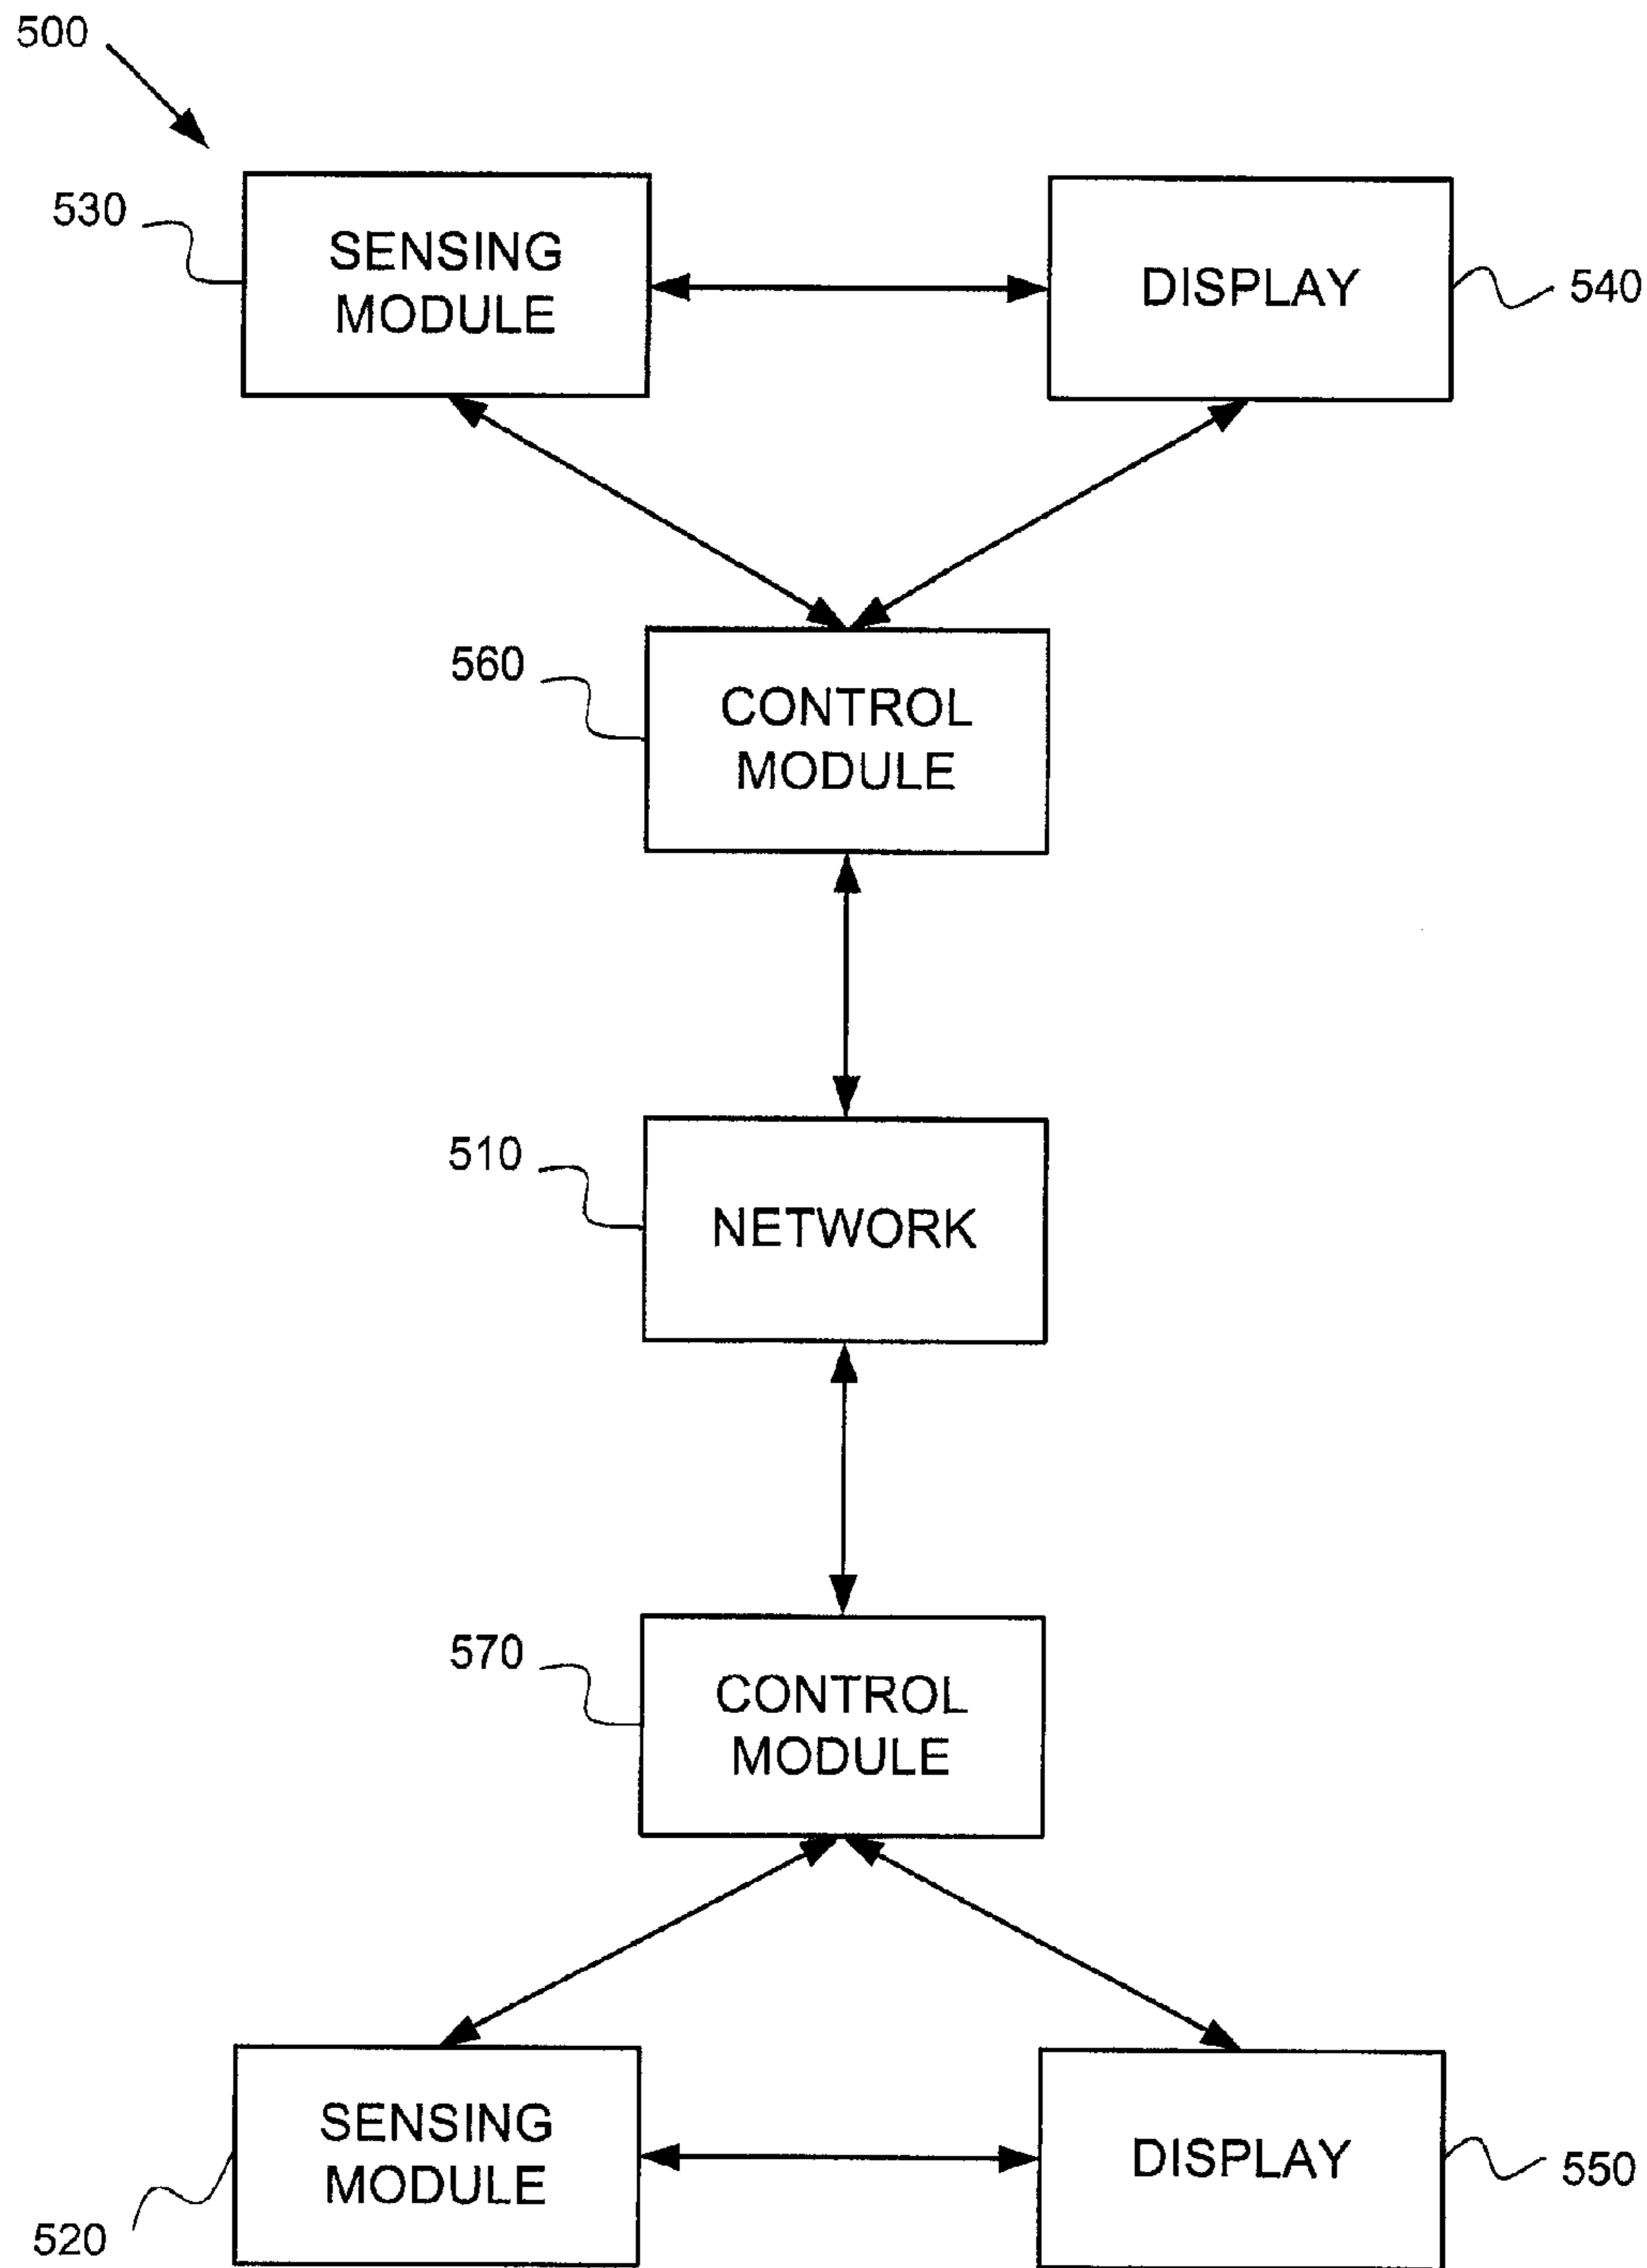 500
530
SENSING
MODULE
DISPLAY
540
560
CONTROL
MODULE
510
NETWORK
570
CONTROL
MODULE
SENSING
MODULE
520
DISPLAY
550